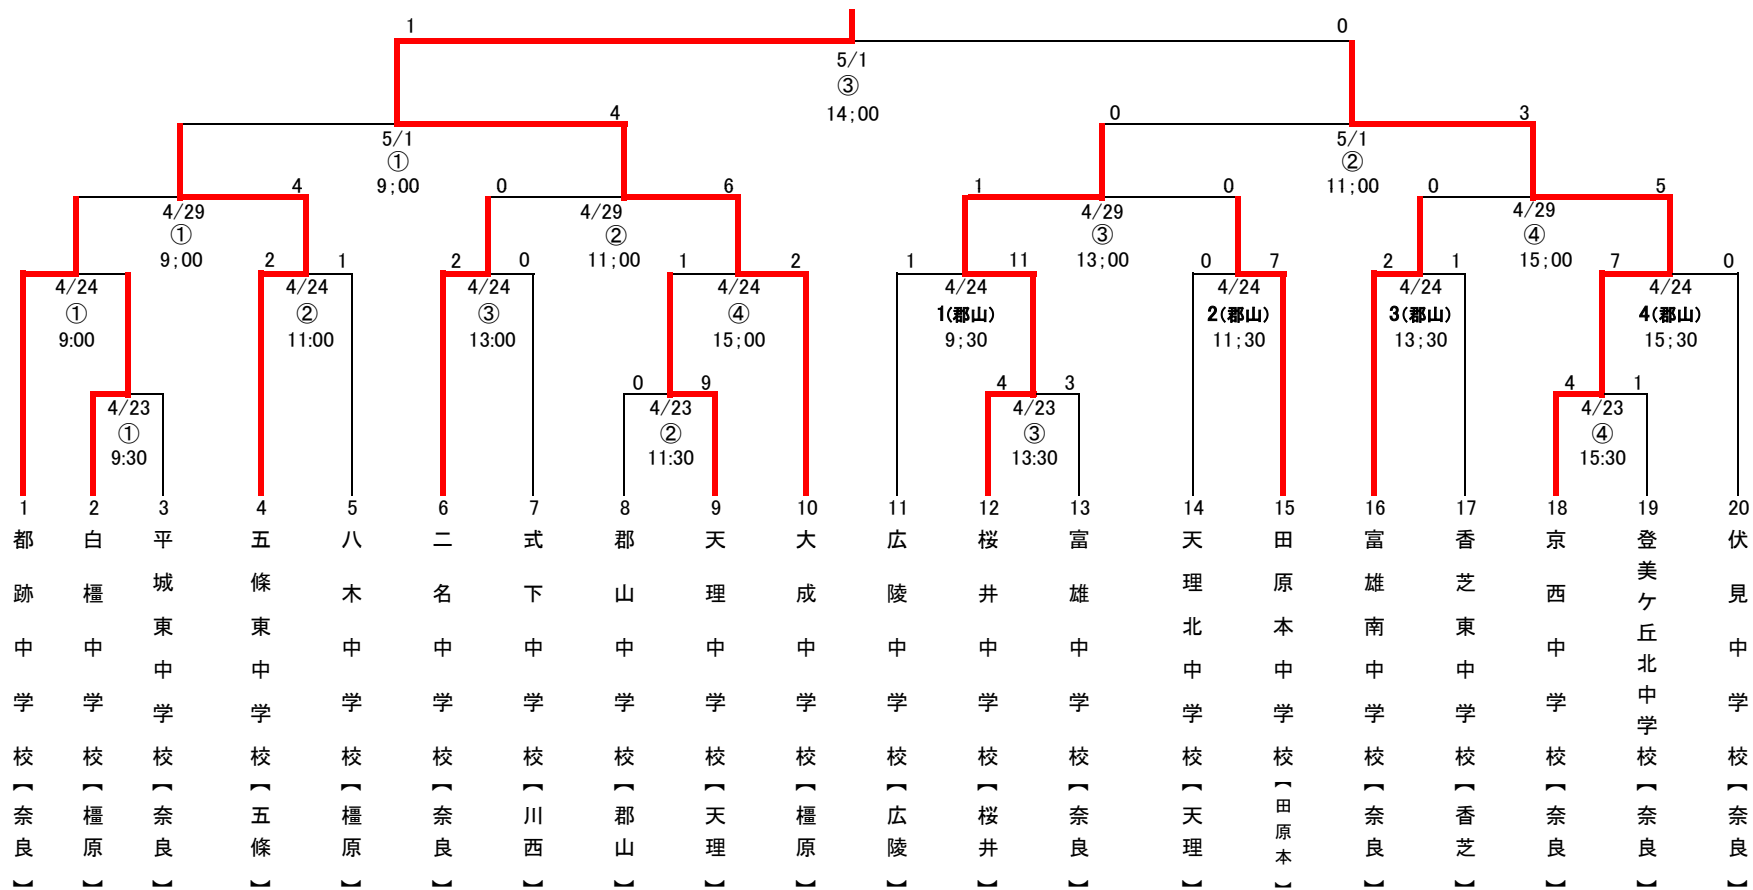 1 0
5/1
③
14;00
4 0 3
5/1 5/1
① ②
9;00 11;00
4 0 6 1 0 0 5
4/29 4/29 4/29 4/29
① ② ③ ④
9;00 11;00 13;00 15;00
2 1 2 0 1 2 1 11 0 7 2 1 7 0
4/24 4/24 4/24 4/24 4/24 4/24 4/24 4/24
① ② ③ ④ 1(郡山) 2(郡山) 3(郡山) 4(郡山)
9:00 11:00 13:00 15;00 9;30 11;30 13;30 15;30
0 9 4 3 4 1
4/23 4/23 4/23 4/23
① ② ③ ④
9:30 11:30 13:30 15:30
1 2 3 4 5 6 7 8 9 10 11 12 13 14 15 16 17 18 19 20
都跡中学校【奈良】
白橿中学校【橿原】
平城東中学校【奈良】
五條東中学校【五條】
八木中学校【橿原】
二名中学校【奈良】
式下中学校【川西】
郡山中学校【郡山】
天理中学校【天理】
大成中学校【橿原】
広陵中学校【広陵】
桜井中学校【桜井】
富雄中学校【奈良】
天理北中学校【天理】
田原本中学校【田原本】
富雄南中学校【奈良】
香芝東中学校【香芝】
京西中学校【奈良】
登美ケ丘北中学校【奈良】
伏見中学校【奈良】